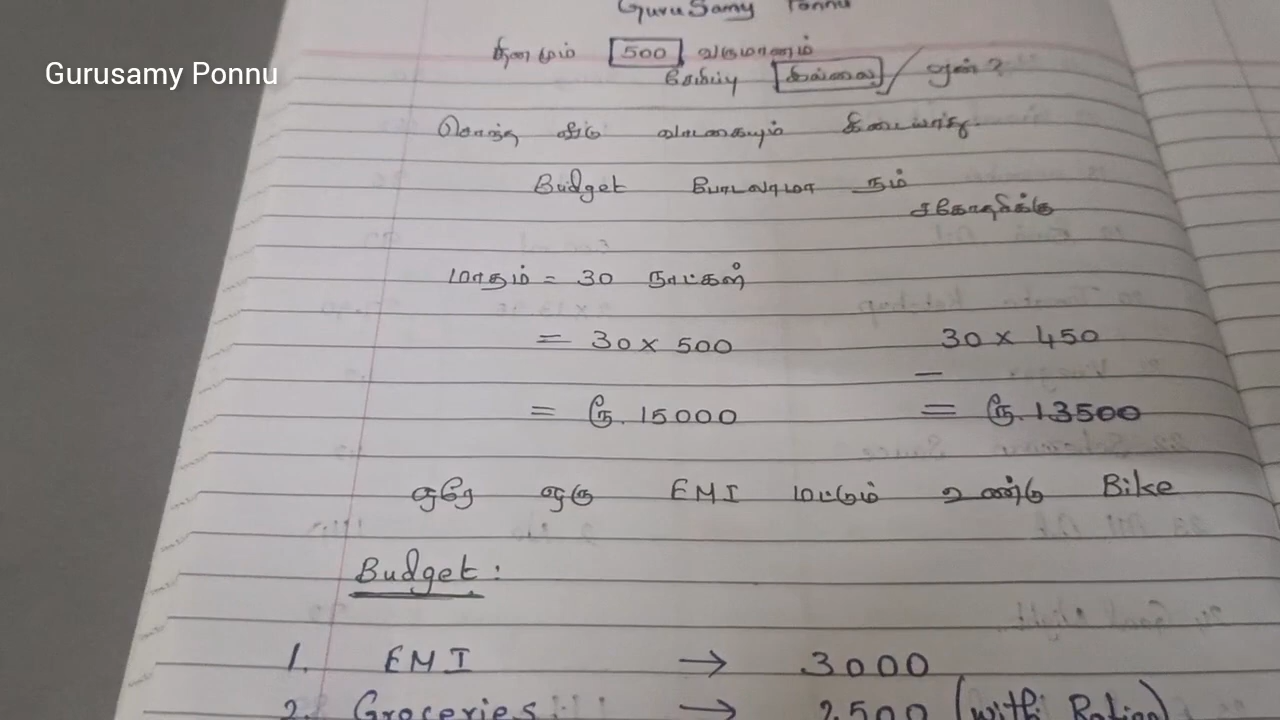 GuruSamy Ponnu
Gurusamy Ponnu
தினமும் 500 வருமானம்
சேமிப்பு இல்லை / ஏன்?
சொந்த வீடு வாடகையும் கிடையாது.
Budget போடலாமா நம்
சகோதரிக்கு
மாதம் = 30 நாட்கள்
= 30 x 500 30 x 450
= ரூ. 15000 = ரூ. 13500
ஒரே ஒரு EMI மட்டும் உண்டு Bike
Budget :
1. EMI → 3000
2. Groceries → 2500 (with Ration)